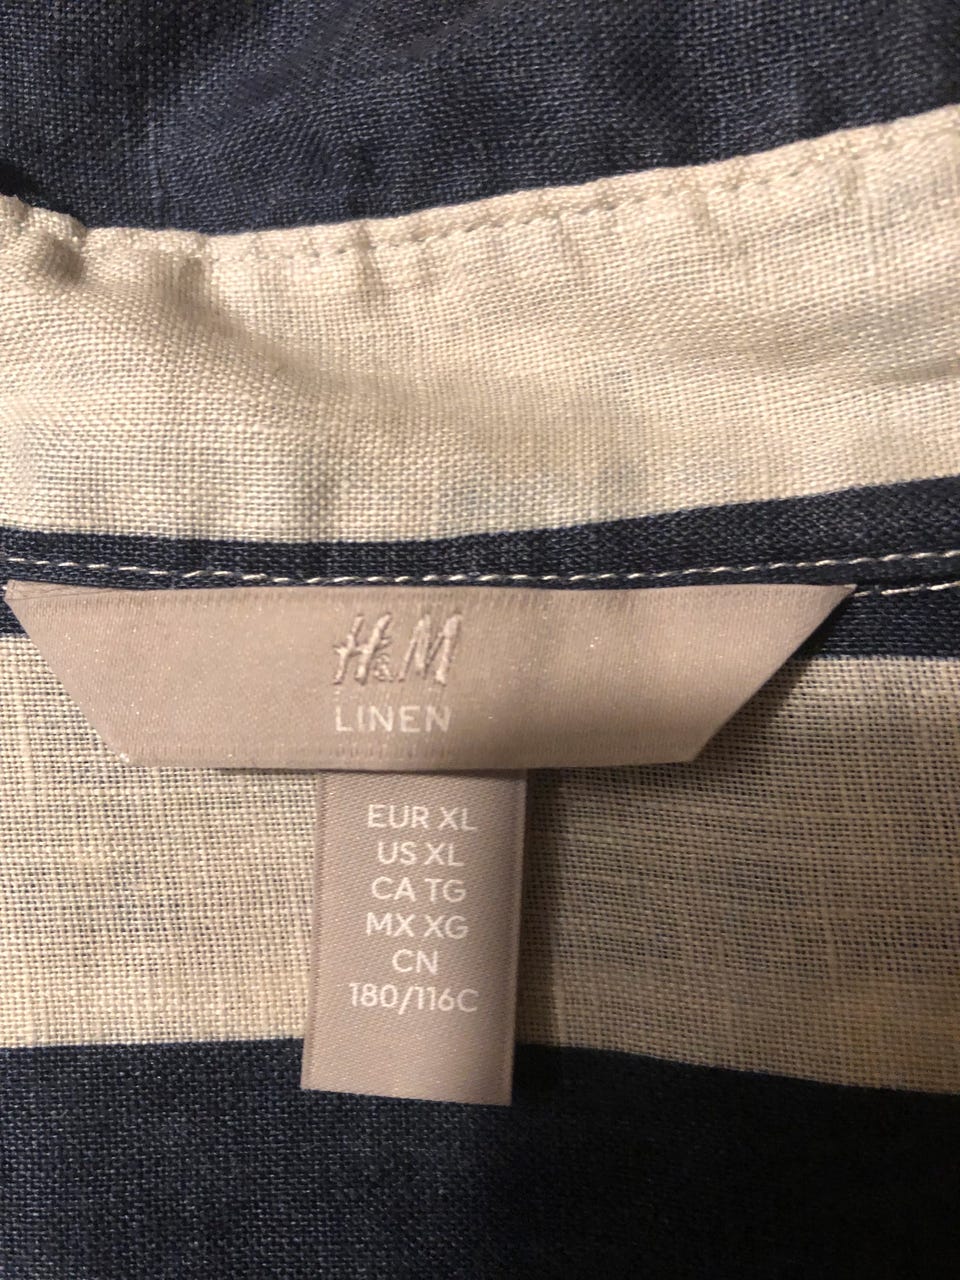 H&M
LINEN
EUR XL
US XL
CA TG
MX XG
CN
180/116C